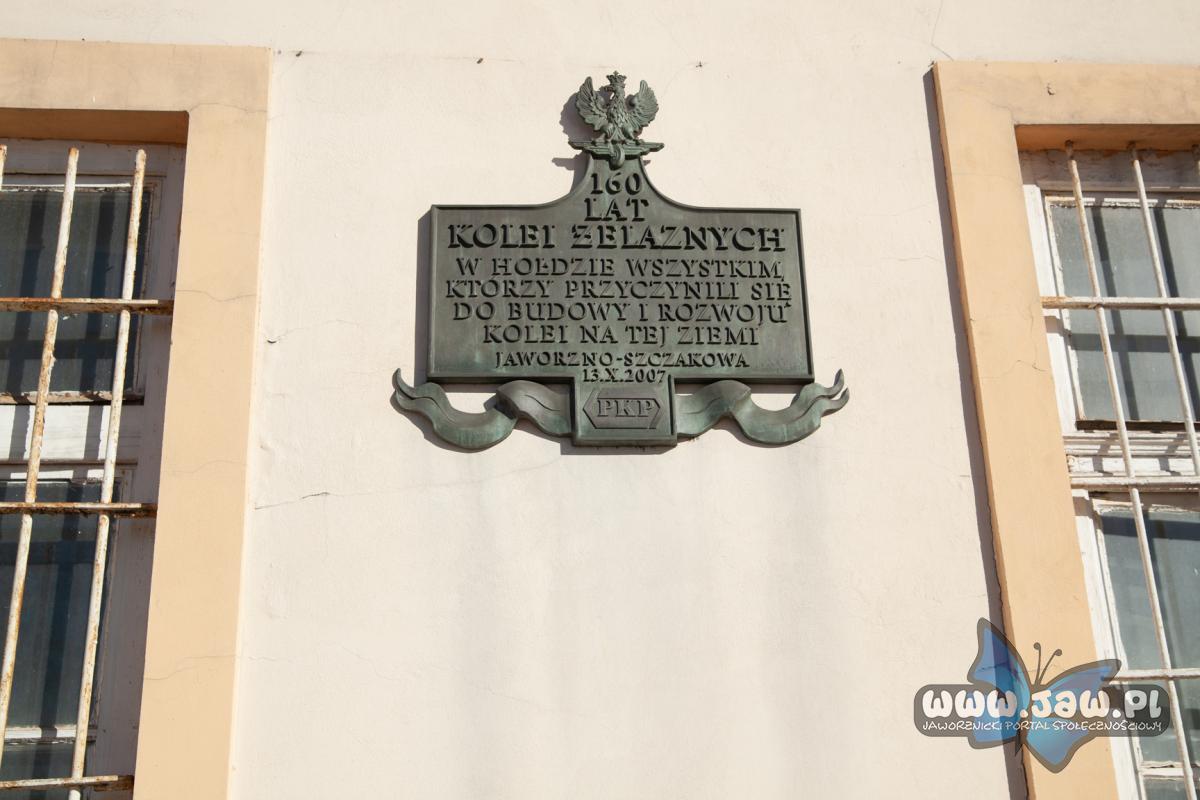 160
LAT
KOLEI ŻELAZNYCH
W HOŁDZIE WSZYSTKIM,
KTÓRZY PRZYCZYNILI SIĘ
DO BUDOWY I ROZWOJU
KOLEI NA TEJ ZIEMI
JAWORZNO-SZCZAKOWA
13.X.2007
PKP
www.jaw.pl
JAWORZNICKI PORTAL SPOŁECZNOŚCIOWY